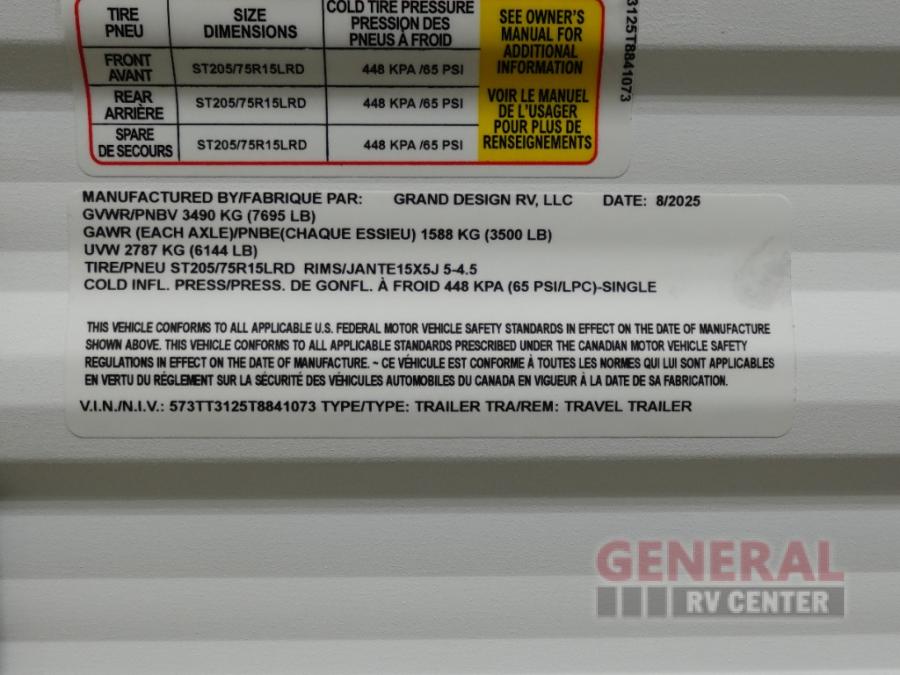 TIRE SIZE COLD TIRE PRESSURE
PNEU DIMENSIONS PRESSION DES
PNEUS À FROID
FRONT
AVANT ST205/75R15LRD 448 KPA /65 PSI
REAR
ARRIÈRE ST205/75R15LRD 448 KPA /65 PSI
SPARE
DE SECOURS ST205/75R15LRD 448 KPA /65 PSI
SEE OWNER'S
MANUAL FOR
ADDITIONAL
INFORMATION
VOIR LE MANUEL
DE L'USAGER
POUR PLUS DE
RENSEIGNEMENTS
3125T8841073
MANUFACTURED BY/FABRIQUE PAR: GRAND DESIGN RV, LLC DATE: 8/2025
GVWR/PNBV 3490 KG (7695 LB)
GAWR (EACH AXLE)/PNBE(CHAQUE ESSIEU) 1588 KG (3500 LB)
UVW 2787 KG (6144 LB)
TIRE/PNEU ST205/75R15LRD RIMS/JANTE15X5J 5-4.5
COLD INFL. PRESS/PRESS. DE GONFL. À FROID 448 KPA (65 PSI/LPC)-SINGLE
THIS VEHICLE CONFORMS TO ALL APPLICABLE U.S. FEDERAL MOTOR VEHICLE SAFETY STANDARDS IN EFFECT ON THE DATE OF MANUFACTURE
SHOWN ABOVE. THIS VEHICLE CONFORMS TO ALL APPLICABLE STANDARDS PRESCRIBED UNDER THE CANADIAN MOTOR VEHICLE SAFETY
REGULATIONS IN EFFECT ON THE DATE OF MANUFACTURE. ~ CE VÉHICULE EST CONFORME À TOUTES LES NORMES QUI LUI SONT APPLICABLES
EN VERTU DU RÉGLEMENT SUR LA SÉCURITÉ DES VÉHICULES AUTOMOBILES DU CANADA EN VIGUEUR À LA DATE DE SA FABRICATION.
V.I.N./N.I.V.: 573TT3125T8841073 TYPE/TYPE: TRAILER TRA/REM: TRAVEL TRAILER
GENERAL
RV CENTER